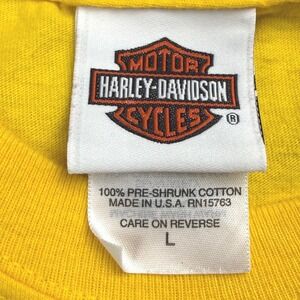 MOTOR
HARLEY-DAVIDSON
CYCLES
®
100% PRE-SHRUNK COTTON
MADE IN U.S.A. RN15763
CARE ON REVERSE
L